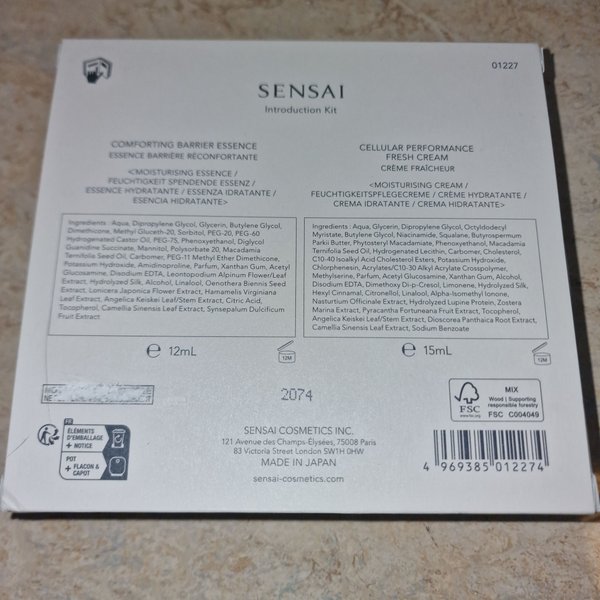 01227
SENSAI
Introduction Kit
COMFORTING BARRIER ESSENCE
ESSENCE BARRIÈRE RÉCONFORTANTE
<MOISTURISING ESSENCE /
FEUCHTIGKEIT SPENDENDE ESSENZ /
ESSENCE HYDRATANTE / ESSENZA IDRATANTE /
ESENCIA HIDRATANTE>
Ingredients : Aqua, Dipropylene Glycol, Glycerin, Butylene Glycol,
Dimethicone, Methyl Gluceth-20, Sorbitol, PEG-20, PEG-60
Hydrogenated Castor Oil, PEG-75, Phenoxyethanol, Diglycol
Guanidine Succinate, Mannitol, Polysorbate 20, Macadamia
Ternifolia Seed Oil, Carbomer, PEG-11 Methyl Ether Dimethicone,
Potassium Hydroxide, Amidinoproline, Parfum, Xanthan Gum, Acetyl
Glucosamine, Disodium EDTA, Leontopodium Alpinum Flower/Leaf
Extract, Hydrolyzed Silk, Alcohol, Linalool, Oenothera Biennis Seed
Extract, Lonicera Japonica Flower Extract, Hamamelis Virginiana
Leaf Extract, Angelica Keiskei Leaf/Stem Extract, Citric Acid,
Tocopherol, Camellia Sinensis Leaf Extract, Synsepalum Dulcificum
Fruit Extract
℮ 12mL
12M
CELLULAR PERFORMANCE
FRESH CREAM
CRÈME FRAÎCHEUR
<MOISTURISING CREAM /
FEUCHTIGKEITSPFLEGECREME / CRÈME HYDRATANTE /
CREMA IDRATANTE / CREMA HIDRATANTE>
Ingredients : Aqua, Glycerin, Dipropylene Glycol, Octyldodecyl
Myristate, Butylene Glycol, Niacinamide, Squalane, Butyrospermum
Parkii Butter, Phytosteryl Macadamiate, Phenoxyethanol, Macadamia
Ternifolia Seed Oil, Hydrogenated Lecithin, Carbomer, Cholesterol,
C10-40 Isoalkyl Acid Cholesterol Esters, Potassium Hydroxide,
Chlorphenesin, Acrylates/C10-30 Alkyl Acrylate Crosspolymer,
Methylserine, Parfum, Acetyl Glucosamine, Xanthan Gum, Alcohol,
Disodium EDTA, Dimethoxy Di-p-Cresol, Limonene, Hydrolyzed Silk,
Hexyl Cinnamal, Citronellol, Linalool, Alpha-Isomethyl Ionone,
Nasturtium Officinale Extract, Hydrolyzed Lupine Protein, Zostera
Marina Extract, Pyracantha Fortuneana Fruit Extract, Tocopherol,
Angelica Keiskei Leaf/Stem Extract, Dioscorea Panthaica Root Extract,
Camellia Sinensis Leaf Extract, Sodium Benzoate
℮ 15mL
12M
2074
FR
ÉLÉMENTS
D'EMBALLAGE
+ NOTICE
POT
+ FLACON &
CAPOT
SENSAI COSMETICS INC.
121 Avenue des Champs-Élysées, 75008 Paris
83 Victoria Street London SW1H 0HW
MADE IN JAPAN
sensai-cosmetics.com
FSC
www.fsc.org
MIX
Wood | Supporting
responsible forestry
FSC C004049
4 969385 012274